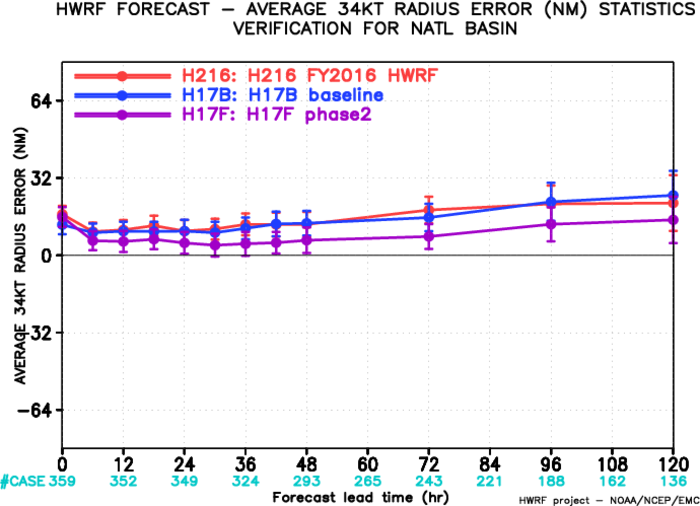 HWRF FORECAST – AVERAGE 34KT RADIUS ERROR (NM) STATISTICS
VERIFICATION FOR NATL BASIN
H216: H216 FY2016 HWRF
H17B: H17B baseline
H17F: H17F phase2
AVERAGE 34KT RADIUS ERROR (NM)
64
32
0
-32
-64
0 12 24 36 48 60 72 84 96 108 120
#CASE 359 352 349 324 293 265 243 221 188 162 136
Forecast lead time (hr)
HWRF project – NOAA/NCEP/EMC